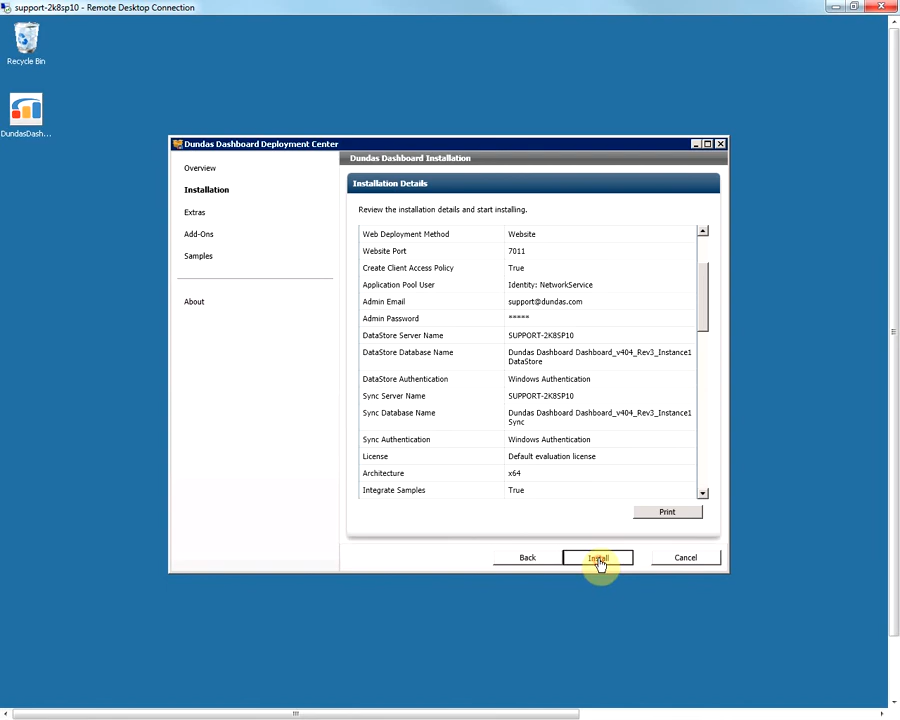 support-2k8sp10 - Remote Desktop Connection
Recycle Bin
DundasDash...
Dundas Dashboard Deployment Center
Overview
Installation
Extras
Add-Ons
Samples
About
Dundas Dashboard Installation
Installation Details
Review the installation details and start installing.
Web Deployment Method Website
Website Port 7011
Create Client Access Policy True
Application Pool User Identity: NetworkService
Admin Email support@dundas.com
Admin Password *****
DataStore Server Name SUPPORT-2K8SP10
DataStore Database Name Dundas Dashboard Dashboard_v404_Rev3_Instance1
DataStore
DataStore Authentication Windows Authentication
Sync Server Name SUPPORT-2K8SP10
Sync Database Name Dundas Dashboard Dashboard_v404_Rev3_Instance1
Sync
Sync Authentication Windows Authentication
License Default evaluation license
Architecture x64
Integrate Samples True
Print
Back Install Cancel